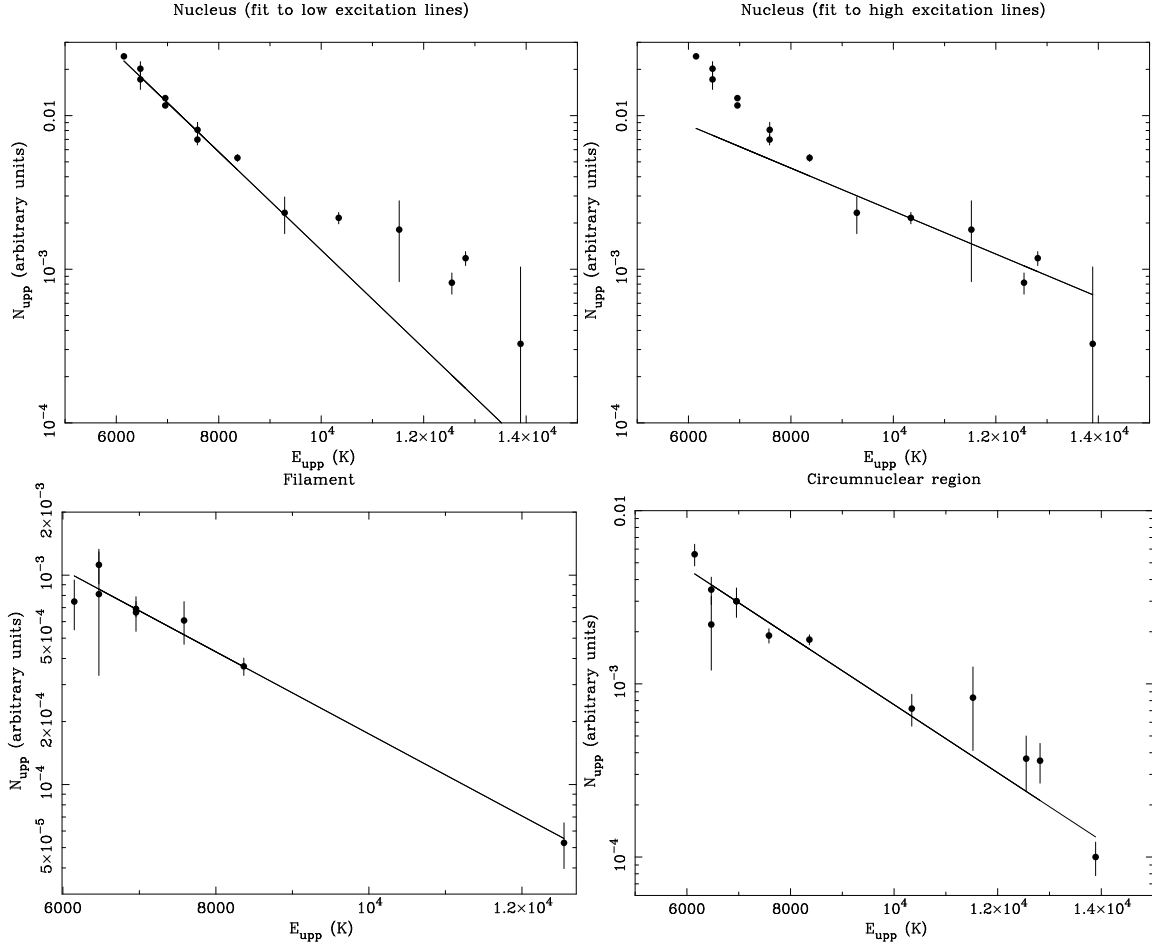 Nucleus (fit to low excitation lines)
N_upp (arbitrary units)
0.01
10^-3
10^-4
6000 8000 10^4 1.2×10^4 1.4×10^4
E_upp (K)
Nucleus (fit to high excitation lines)
N_upp (arbitrary units)
0.01
10^-3
10^-4
6000 8000 10^4 1.2×10^4 1.4×10^4
E_upp (K)
Filament
N_upp (arbitrary units)
2×10^-3
10^-3
5×10^-4
2×10^-4
10^-4
5×10^-5
6000 8000 10^4 1.2×10^4
E_upp (K)
Circumnuclear region
N_upp (arbitrary units)
0.01
10^-3
10^-4
6000 8000 10^4 1.2×10^4 1.4×10^4
E_upp (K)